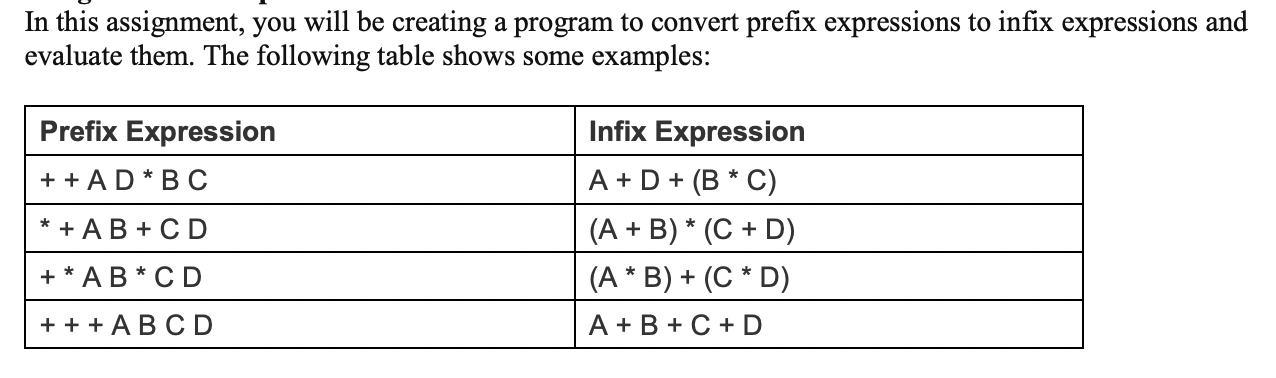 In this assignment, you will be creating a program to convert prefix expressions to infix expressions and
evaluate them. The following table shows some examples:
Prefix Expression Infix Expression
+ + A D * B C A + D + (B * C)
* + A B + C D (A + B) * (C + D)
+ * A B * C D (A * B) + (C * D)
+ + + A B C D A + B + C + D